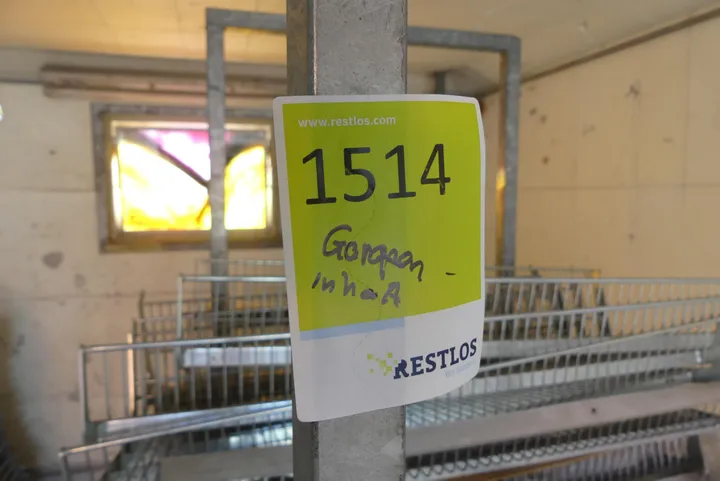 www.restlos.com
1514
Garagen -
inhalt
RESTLOS